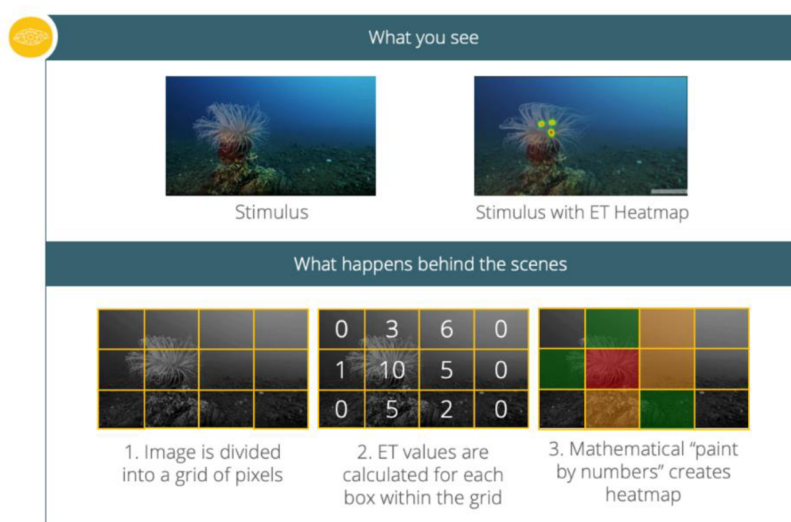 What you see
Stimulus
Stimulus with ET Heatmap
What happens behind the scenes
0 3 6 0
1 10 5 0
0 5 2 0
1. Image is divided
into a grid of pixels
2. ET values are
calculated for each
box within the grid
3. Mathematical “paint
by numbers” creates
heatmap